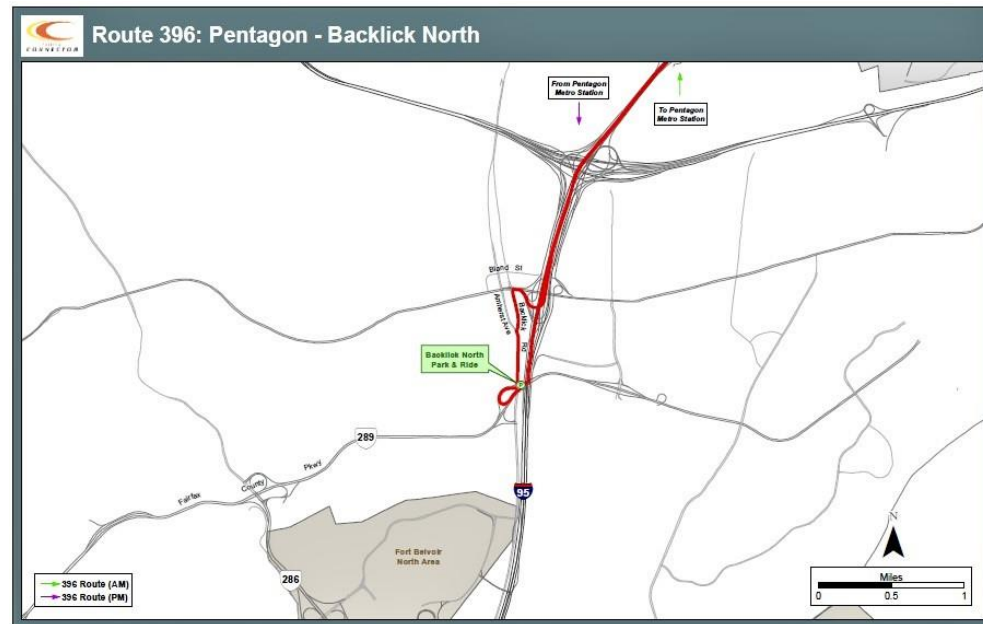 CONNECTOR
Route 396: Pentagon - Backlick North
From Pentagon
Metro Station
To Pentagon
Metro Station
Bland St
Amherst Ave
Backlick Rd
Backlick North
Park & Ride
P
289
Fairfax County Pkwy
95
Fort Belvoir
North Area
286
N
396 Route (AM)
396 Route (PM)
Miles
0 0.5 1